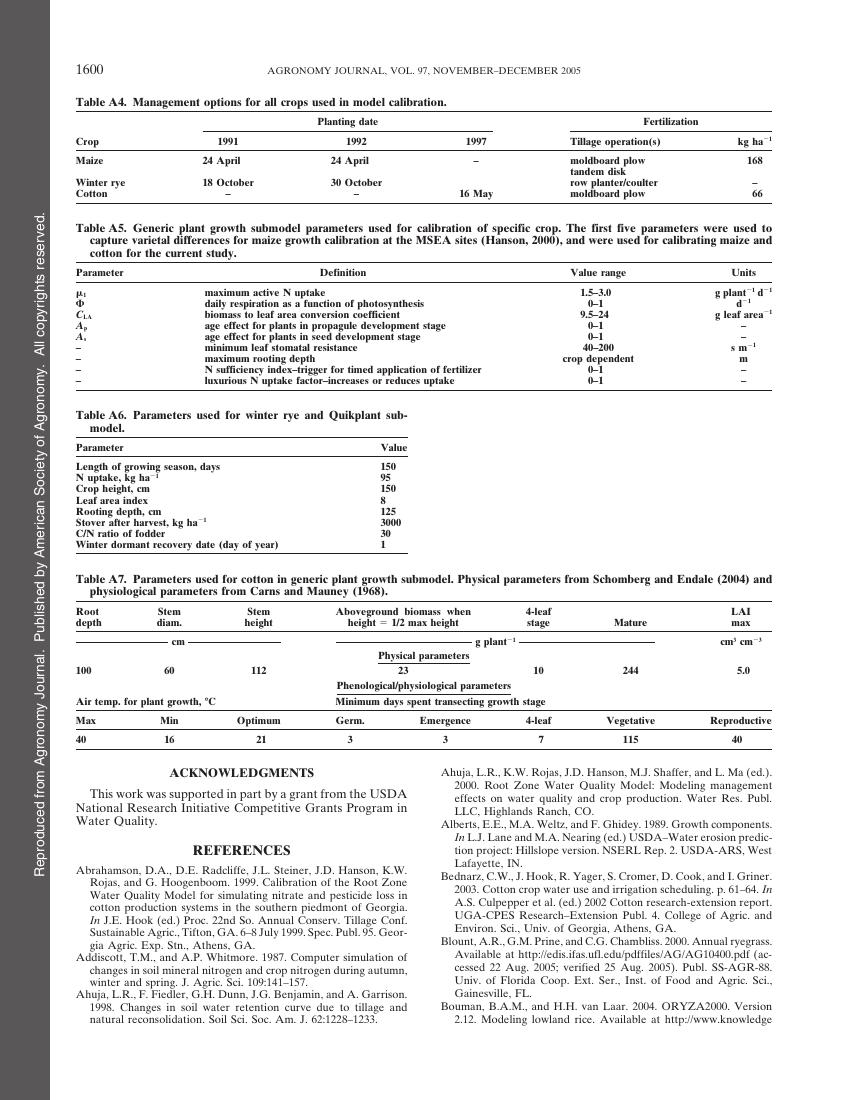 1600
AGRONOMY JOURNAL, VOL. 97, NOVEMBER–DECEMBER 2005
Table A4. Management options for all crops used in model calibration.
Planting date Fertilization
Crop 1991 1992 1997 Tillage operation(s) kg ha−1
Maize 24 April 24 April – moldboard plow 168
tandem disk
Winter rye 18 October 30 October row planter/coulter –
Cotton – – 16 May moldboard plow 66
Table A5. Generic plant growth submodel parameters used for calibration of specific crop. The first five parameters were used to
capture varietal differences for maize growth calibration at the MSEA sites (Hanson, 2000), and were used for calibrating maize and
cotton for the current study.
Parameter Definition Value range Units
μ1 maximum active N uptake 1.5–3.0 g plant−1 d−1
Φ daily respiration as a function of photosynthesis 0–1 d−1
CLA biomass to leaf area conversion coefficient 9.5–24 g leaf area−1
Ap age effect for plants in propagule development stage 0–1 –
As age effect for plants in seed development stage 0–1 –
– minimum leaf stomatal resistance 40–200 s m−1
– maximum rooting depth crop dependent m
– N sufficiency index–trigger for timed application of fertilizer 0–1 –
– luxurious N uptake factor–increases or reduces uptake 0–1 –
Table A6. Parameters used for winter rye and Quikplant sub-
model.
Parameter Value
Length of growing season, days 150
N uptake, kg ha−1 95
Crop height, cm 150
Leaf area index 8
Rooting depth, cm 125
Stover after harvest, kg ha−1 3000
C/N ratio of fodder 30
Winter dormant recovery date (day of year) 1
Table A7. Parameters used for cotton in generic plant growth submodel. Physical parameters from Schomberg and Endale (2004) and
physiological parameters from Carns and Mauney (1968).
Root Stem Stem Aboveground biomass when 4-leaf LAI
depth diam. height height = 1/2 max height stage Mature max
cm g plant−1 cm3 cm−3
Physical parameters
100 60 112 23 10 244 5.0
Phenological/physiological parameters
Air temp. for plant growth, °C Minimum days spent transecting growth stage
Max Min Optimum Germ. Emergence 4-leaf Vegetative Reproductive
40 16 21 3 3 7 115 40
ACKNOWLEDGMENTS
This work was supported in part by a grant from the USDA
National Research Initiative Competitive Grants Program in
Water Quality.
REFERENCES
Abrahamson, D.A., D.E. Radcliffe, J.L. Steiner, J.D. Hanson, K.W.
Rojas, and G. Hoogenboom. 1999. Calibration of the Root Zone
Water Quality Model for simulating nitrate and pesticide loss in
cotton production systems in the southern piedmont of Georgia.
In J.E. Hook (ed.) Proc. 22nd So. Annual Conserv. Tillage Conf.
Sustainable Agric., Tifton, GA. 6–8 July 1999. Spec. Publ. 95. Geor-
gia Agric. Exp. Stn., Athens, GA.
Addiscott, T.M., and A.P. Whitmore. 1987. Computer simulation of
changes in soil mineral nitrogen and crop nitrogen during autumn,
winter and spring. J. Agric. Sci. 109:141–157.
Ahuja, L.R., F. Fiedler, G.H. Dunn, J.G. Benjamin, and A. Garrison.
1998. Changes in soil water retention curve due to tillage and
natural reconsolidation. Soil Sci. Soc. Am. J. 62:1228–1233.
Ahuja, L.R., K.W. Rojas, J.D. Hanson, M.J. Shaffer, and L. Ma (ed.).
2000. Root Zone Water Quality Model: Modeling management
effects on water quality and crop production. Water Res. Publ.
LLC, Highlands Ranch, CO.
Alberts, E.E., M.A. Weltz, and F. Ghidey. 1989. Growth components.
In L.J. Lane and M.A. Nearing (ed.) USDA–Water erosion predic-
tion project: Hillslope version. NSERL Rep. 2. USDA-ARS, West
Lafayette, IN.
Bednarz, C.W., J. Hook, R. Yager, S. Cromer, D. Cook, and I. Griner.
2003. Cotton crop water use and irrigation scheduling. p. 61–64. In
A.S. Culpepper et al. (ed.) 2002 Cotton research-extension report.
UGA-CPES Research–Extension Publ. 4. College of Agric. and
Environ. Sci., Univ. of Georgia, Athens, GA.
Blount, A.R., G.M. Prine, and C.G. Chambliss. 2000. Annual ryegrass.
Available at http://edis.ifas.ufl.edu/pdffiles/AG/AG10400.pdf (ac-
cessed 22 Aug. 2005; verified 25 Aug. 2005). Publ. SS-AGR-88.
Univ. of Florida Coop. Ext. Ser., Inst. of Food and Agric. Sci.,
Gainesville, FL.
Bouman, B.A.M., and H.H. van Laar. 2004. ORYZA2000. Version
2.12. Modeling lowland rice. Available at http://www.knowledge
Reproduced from Agronomy Journal. Published by American Society of Agronomy. All copyrights reserved.